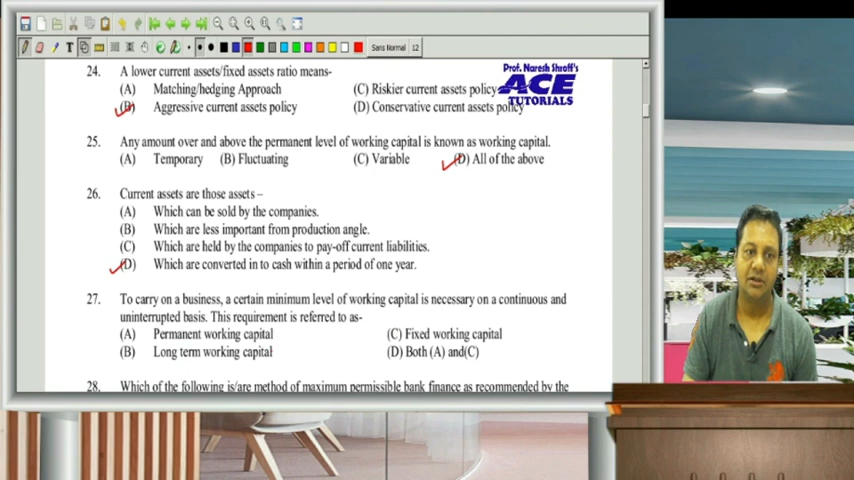 Sans Normal 12
Prof. Naresh Shroff's
ACE
TUTORIALS
24. A lower current assets/fixed assets ratio means-
(A) Matching/hedging Approach (C) Riskier current assets policy
(B) Aggressive current assets policy (D) Conservative current assets policy
25. Any amount over and above the permanent level of working capital is known as working capital.
(A) Temporary (B) Fluctuating (C) Variable (D) All of the above
26. Current assets are those assets –
(A) Which can be sold by the companies.
(B) Which are less important from production angle.
(C) Which are held by the companies to pay-off current liabilities.
(D) Which are converted in to cash within a period of one year.
27. To carry on a business, a certain minimum level of working capital is necessary on a continuous and
uninterrupted basis. This requirement is referred to as-
(A) Permanent working capital (C) Fixed working capital
(B) Long term working capital (D) Both (A) and(C)
28. Which of the following is/are method of maximum permissible bank finance as recommended by the